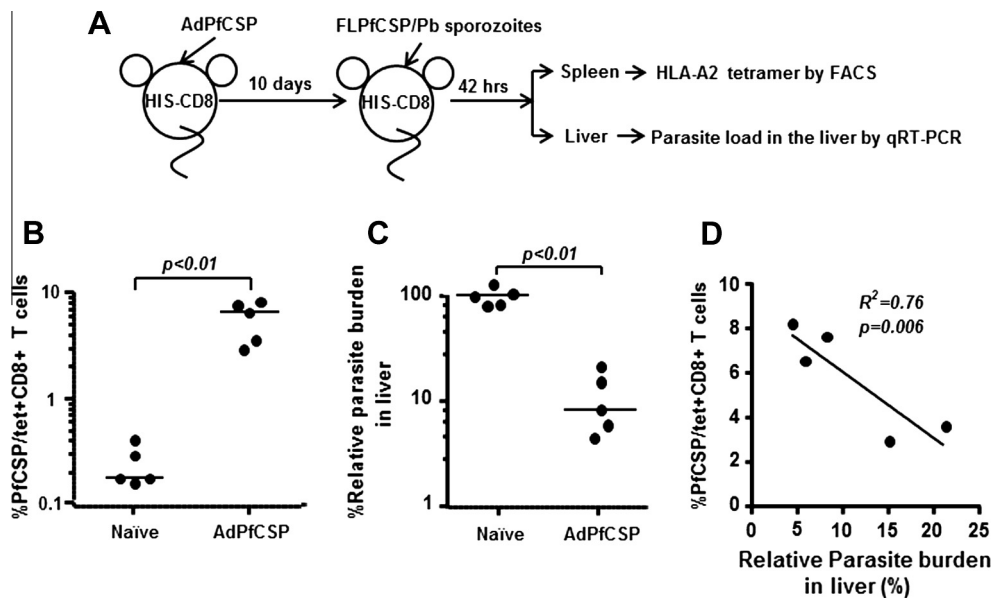 A
AdPfCSP
FLPfCSP/Pb sporozoites
HIS-CD8
10 days
HIS-CD8
42 hrs
Spleen
HLA-A2 tetramer by FACS
Liver
Parasite load in the liver by qRT-PCR
B
%PfCSP/tet+CD8+ T cells
10
1
0.1
p<0.01
Naïve
AdPfCSP
C
%Relative parasite burden
in liver
100
10
1
p<0.01
Naïve
AdPfCSP
D
%PfCSP/tet+CD8+ T cells
10
8
6
4
2
0
R²=0.76
p=0.006
0 5 10 15 20 25
Relative Parasite burden
in liver (%)